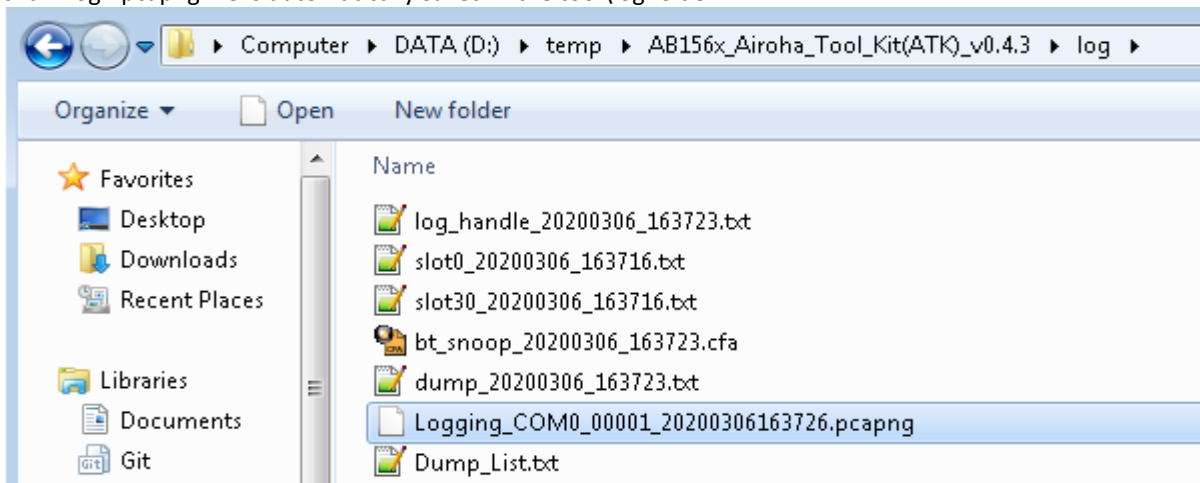 Computer ▸ DATA (D:) ▸ temp ▸ AB156x_Airoha_Tool_Kit(ATK)_v0.4.3 ▸ log ▸
Organize ▾ Open New folder
Favorites
Desktop
Downloads
Recent Places
Libraries
Documents
Git
Name
log_handle_20200306_163723.txt
slot0_20200306_163716.txt
slot30_20200306_163716.txt
bt_snoop_20200306_163723.cfa
dump_20200306_163723.txt
Logging_COM0_00001_20200306163726.pcapng
Dump_List.txt